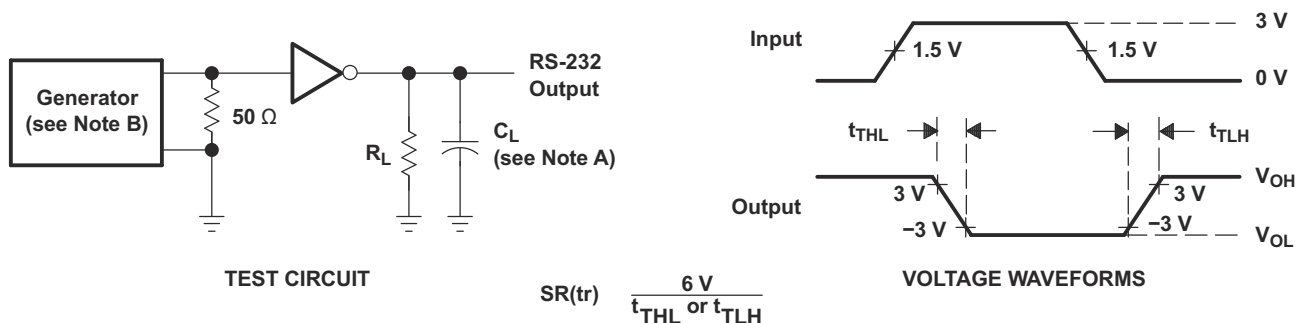 Generator
(see Note B)
50 Ω
RS-232
Output
R_L
C_L
(see Note A)
TEST CIRCUIT
Input
1.5 V
1.5 V
3 V
0 V
t_THL
t_TLH
Output
3 V
−3 V
3 V
−3 V
V_OH
V_OL
VOLTAGE WAVEFORMS
SR(tr)
6 V
t_THL or t_TLH